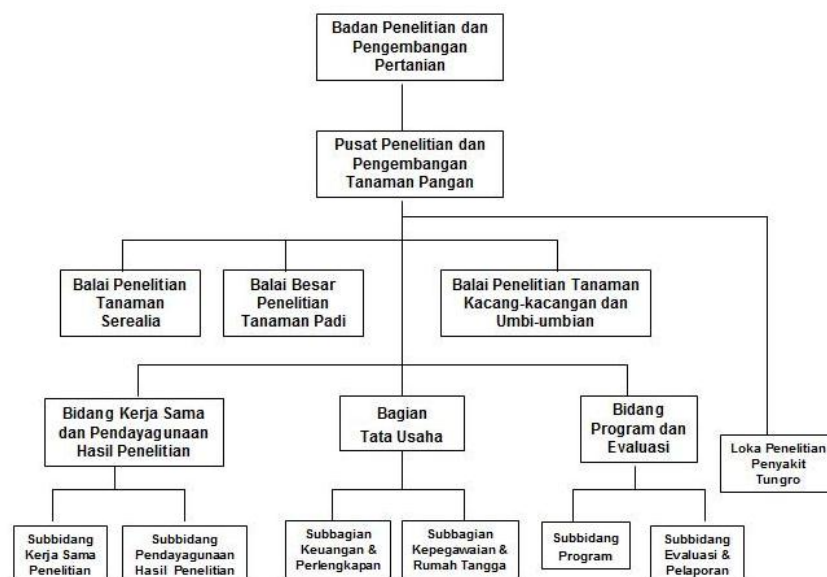 Badan Penelitian dan
Pengembangan
Pertanian
Pusat Penelitian dan
Pengembangan
Tanaman Pangan
Balai Penelitian
Tanaman
Serealia
Balai Besar
Penelitian
Tanaman Padi
Balai Penelitian Tanaman
Kacang-kacangan dan
Umbi-umbian
Bidang Kerja Sama
dan Pendayagunaan
Hasil Penelitian
Bagian
Tata Usaha
Bidang
Program dan
Evaluasi
Loka Penelitian
Penyakit
Tungro
Subbidang
Kerja Sama
Penelitian
Subbidang
Pendayagunaan
Hasil Penelitian
Subbagian
Keuangan &
Perlengkapan
Subbagian
Kepegawaian &
Rumah Tangga
Subbidang
Program
Subbidang
Evaluasi &
Pelaporan